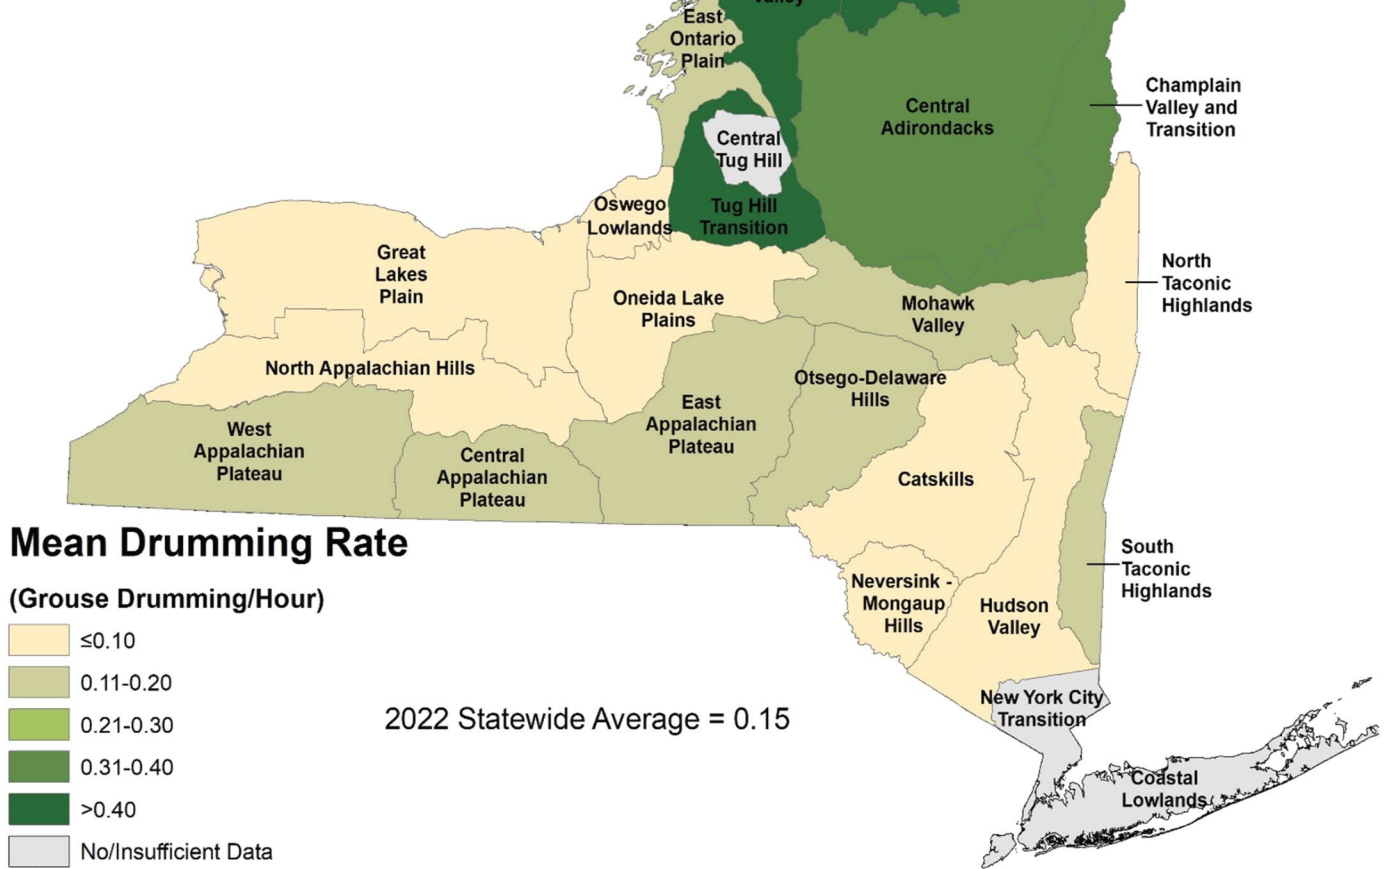 Valley
East
Ontario
Plain
Central
Adirondacks
Champlain
Valley and
Transition
Central
Tug Hill
Tug Hill
Transition
Oswego
Lowlands
Great
Lakes
Plain
Oneida Lake
Plains
Mohawk
Valley
North
Taconic
Highlands
North Appalachian Hills
Otsego-Delaware
Hills
East
Appalachian
Plateau
West
Appalachian
Plateau
Central
Appalachian
Plateau
Catskills
South
Taconic
Highlands
Neversink -
Mongaup
Hills
Hudson
Valley
New York City
Transition
Coastal
Lowlands
Mean Drumming Rate
(Grouse Drumming/Hour)
≤0.10
0.11-0.20
0.21-0.30
0.31-0.40
>0.40
No/Insufficient Data
2022 Statewide Average = 0.15